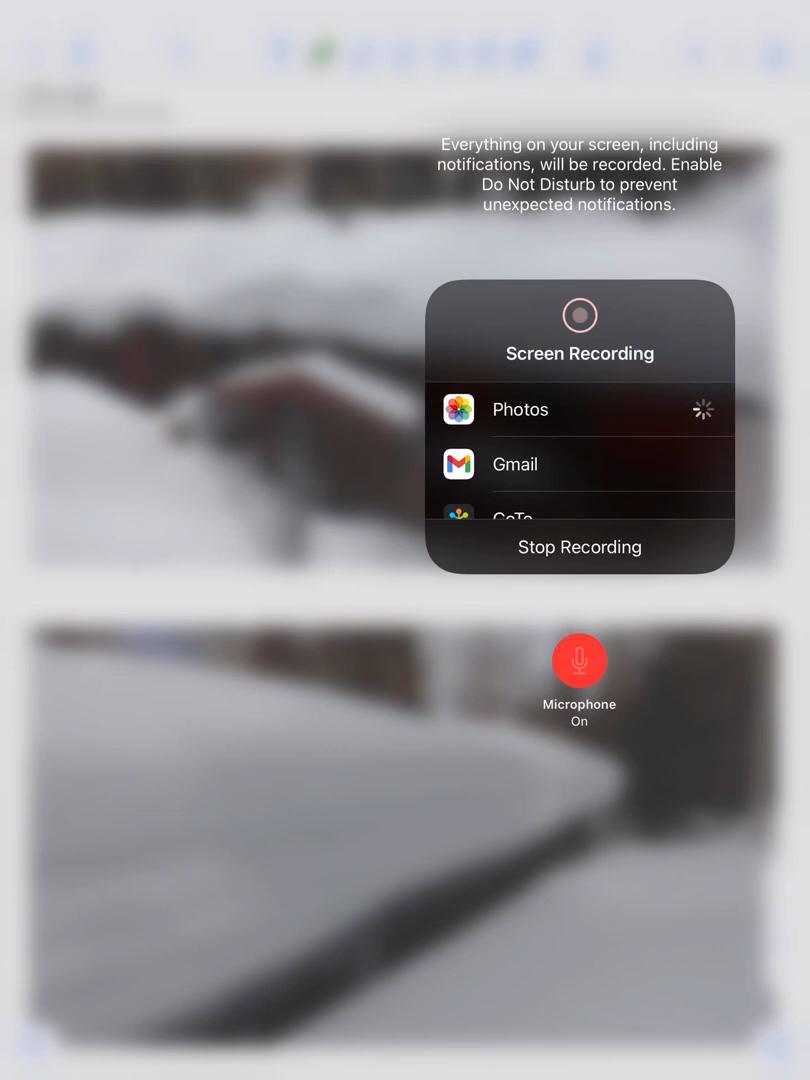 Everything on your screen, including
notifications, will be recorded. Enable
Do Not Disturb to prevent
unexpected notifications.
Screen Recording
Photos
Gmail
GoTo
Stop Recording
Microphone
On